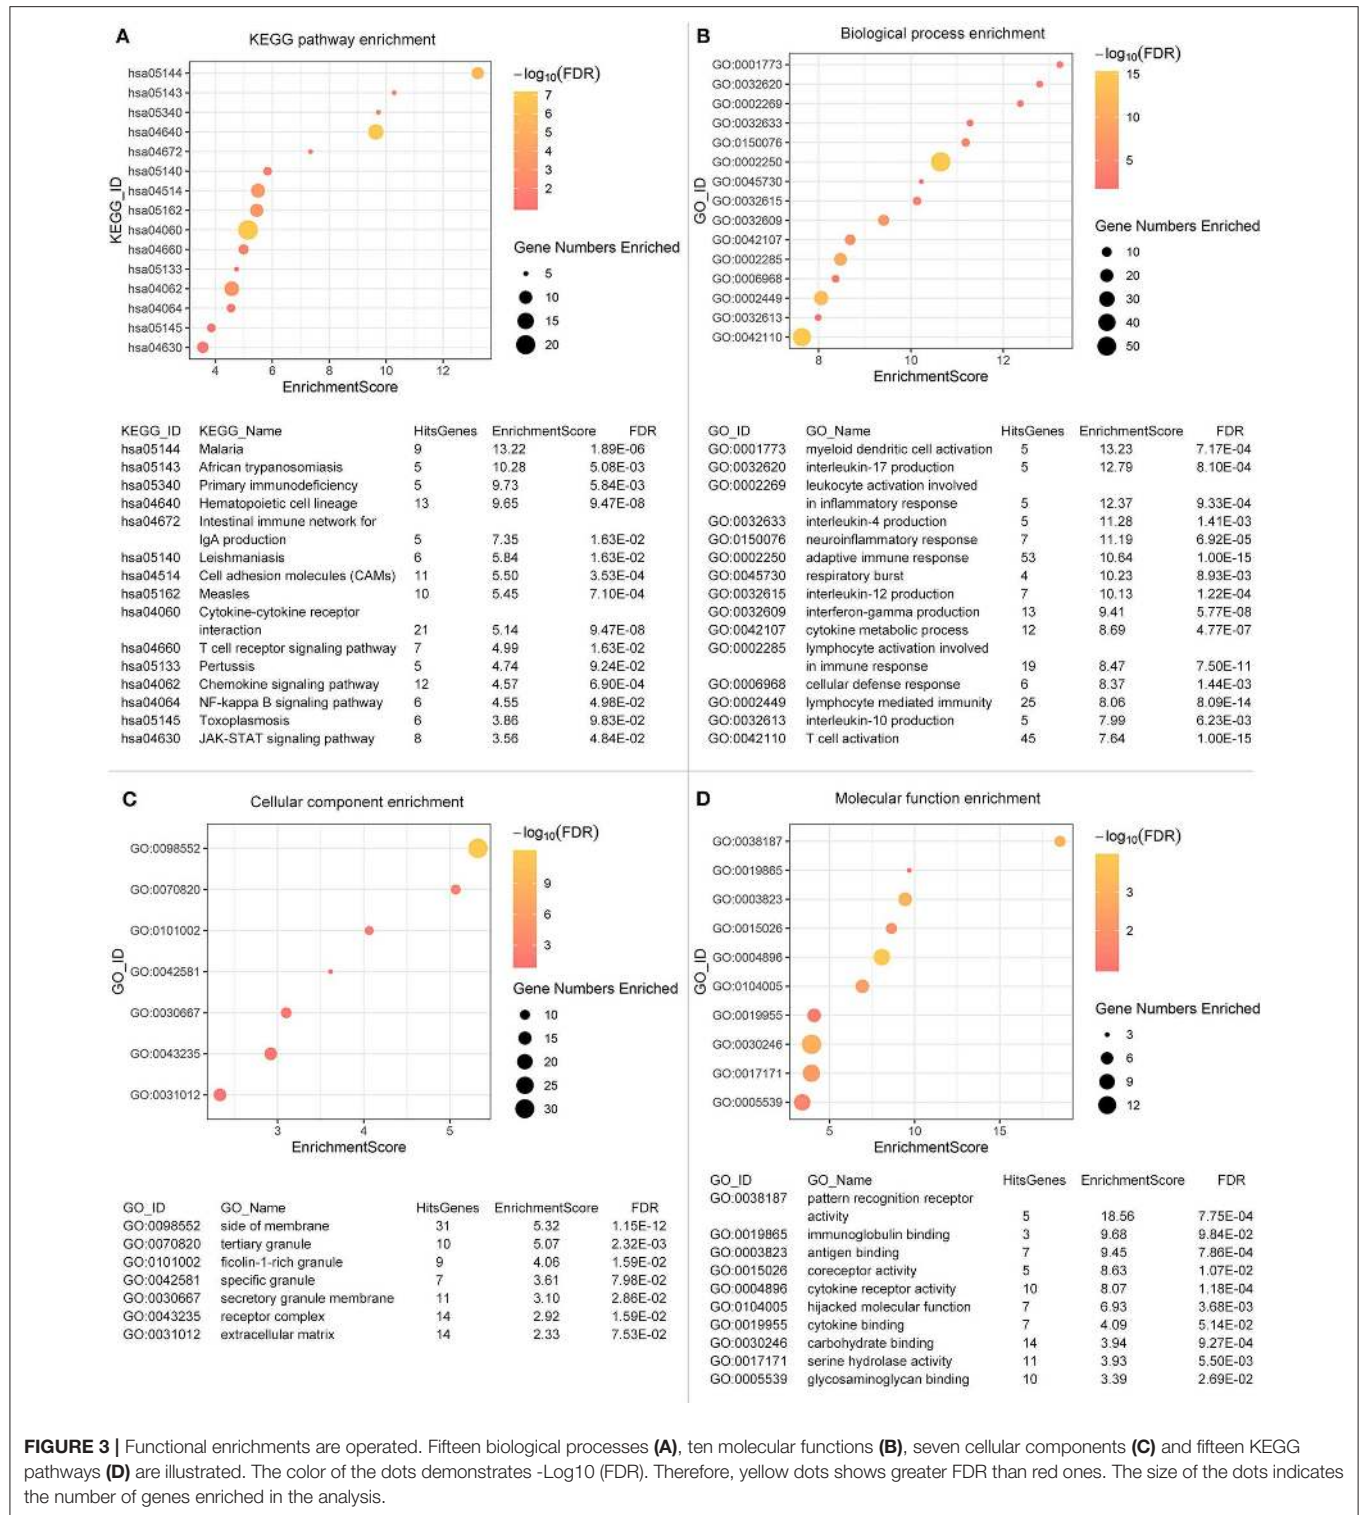 A
KEGG pathway enrichment
KEGG_ID
hsa05144
hsa05143
hsa05340
hsa04640
hsa04672
hsa05140
hsa04514
hsa05162
hsa04060
hsa04660
hsa05133
hsa04062
hsa04064
hsa05145
hsa04630
4 6 8 10 12
EnrichmentScore
−log10(FDR)
7
6
5
4
3
2
Gene Numbers Enriched
5
10
15
20
KEGG_ID KEGG_Name HitsGenes EnrichmentScore FDR
hsa05144 Malaria 9 13.22 1.89E-06
hsa05143 African trypanosomiasis 5 10.28 5.08E-03
hsa05340 Primary immunodeficiency 5 9.73 5.84E-03
hsa04640 Hematopoietic cell lineage 13 9.65 9.47E-08
hsa04672 Intestinal immune network for
IgA production 5 7.35 1.63E-02
hsa05140 Leishmaniasis 6 5.84 1.63E-02
hsa04514 Cell adhesion molecules (CAMs) 11 5.50 3.53E-04
hsa05162 Measles 10 5.45 7.10E-04
hsa04060 Cytokine-cytokine receptor
interaction 21 5.14 9.47E-08
hsa04660 T cell receptor signaling pathway 7 4.99 1.63E-02
hsa05133 Pertussis 5 4.74 9.24E-02
hsa04062 Chemokine signaling pathway 12 4.57 6.90E-04
hsa04064 NF-kappa B signaling pathway 6 4.55 4.98E-02
hsa05145 Toxoplasmosis 6 3.86 9.83E-02
hsa04630 JAK-STAT signaling pathway 8 3.56 4.84E-02
B
Biological process enrichment
GO_ID
GO:0001773
GO:0032620
GO:0002269
GO:0032633
GO:0150076
GO:0002250
GO:0045730
GO:0032615
GO:0032609
GO:0042107
GO:0002285
GO:0006968
GO:0002449
GO:0032613
GO:0042110
8 10 12
EnrichmentScore
−log10(FDR)
15
10
5
Gene Numbers Enriched
10
20
30
40
50
GO_ID GO_Name HitsGenes EnrichmentScore FDR
GO:0001773 myeloid dendritic cell activation 5 13.23 7.17E-04
GO:0032620 interleukin-17 production 5 12.79 8.10E-04
GO:0002269 leukocyte activation involved
in inflammatory response 5 12.37 9.33E-04
GO:0032633 interleukin-4 production 5 11.28 1.41E-03
GO:0150076 neuroinflammatory response 7 11.19 6.92E-05
GO:0002250 adaptive immune response 53 10.64 1.00E-15
GO:0045730 respiratory burst 4 10.23 8.93E-03
GO:0032615 interleukin-12 production 7 10.13 1.22E-04
GO:0032609 interferon-gamma production 13 9.41 5.77E-08
GO:0042107 cytokine metabolic process 12 8.69 4.77E-07
GO:0002285 lymphocyte activation involved
in immune response 19 8.47 7.50E-11
GO:0006968 cellular defense response 6 8.37 1.44E-03
GO:0002449 lymphocyte mediated immunity 25 8.06 8.09E-14
GO:0032613 interleukin-10 production 5 7.99 6.23E-03
GO:0042110 T cell activation 45 7.64 1.00E-15
C
Cellular component enrichment
GO_ID
GO:0098552
GO:0070820
GO:0101002
GO:0042581
GO:0030667
GO:0043235
GO:0031012
3 4 5
EnrichmentScore
−log10(FDR)
9
6
3
Gene Numbers Enriched
10
15
20
25
30
GO_ID GO_Name HitsGenes EnrichmentScore FDR
GO:0098552 side of membrane 31 5.32 1.15E-12
GO:0070820 tertiary granule 10 5.07 2.32E-03
GO:0101002 ficolin-1-rich granule 9 4.06 1.59E-02
GO:0042581 specific granule 7 3.61 7.98E-02
GO:0030667 secretory granule membrane 11 3.10 2.86E-02
GO:0043235 receptor complex 14 2.92 1.59E-02
GO:0031012 extracellular matrix 14 2.33 7.53E-02
D
Molecular function enrichment
GO_ID
GO:0038187
GO:0019865
GO:0003823
GO:0015026
GO:0004896
GO:0104005
GO:0019955
GO:0030246
GO:0017171
GO:0005539
5 10 15
EnrichmentScore
−log10(FDR)
3
2
Gene Numbers Enriched
3
6
9
12
GO_ID GO_Name HitsGenes EnrichmentScore FDR
GO:0038187 pattern recognition receptor
activity 5 18.56 7.75E-04
GO:0019865 immunoglobulin binding 3 9.68 9.84E-02
GO:0003823 antigen binding 7 9.45 7.86E-04
GO:0015026 coreceptor activity 5 8.63 1.07E-02
GO:0004896 cytokine receptor activity 10 8.07 1.18E-04
GO:0104005 hijacked molecular function 7 6.93 3.68E-03
GO:0019955 cytokine binding 7 4.09 5.14E-02
GO:0030246 carbohydrate binding 14 3.94 9.27E-04
GO:0017171 serine hydrolase activity 11 3.93 5.50E-03
GO:0005539 glycosaminoglycan binding 10 3.39 2.69E-02
FIGURE 3 | Functional enrichments are operated. Fifteen biological processes (A), ten molecular functions (B), seven cellular components (C) and fifteen KEGG
pathways (D) are illustrated. The color of the dots demonstrates -Log10 (FDR). Therefore, yellow dots shows greater FDR than red ones. The size of the dots indicates
the number of genes enriched in the analysis.